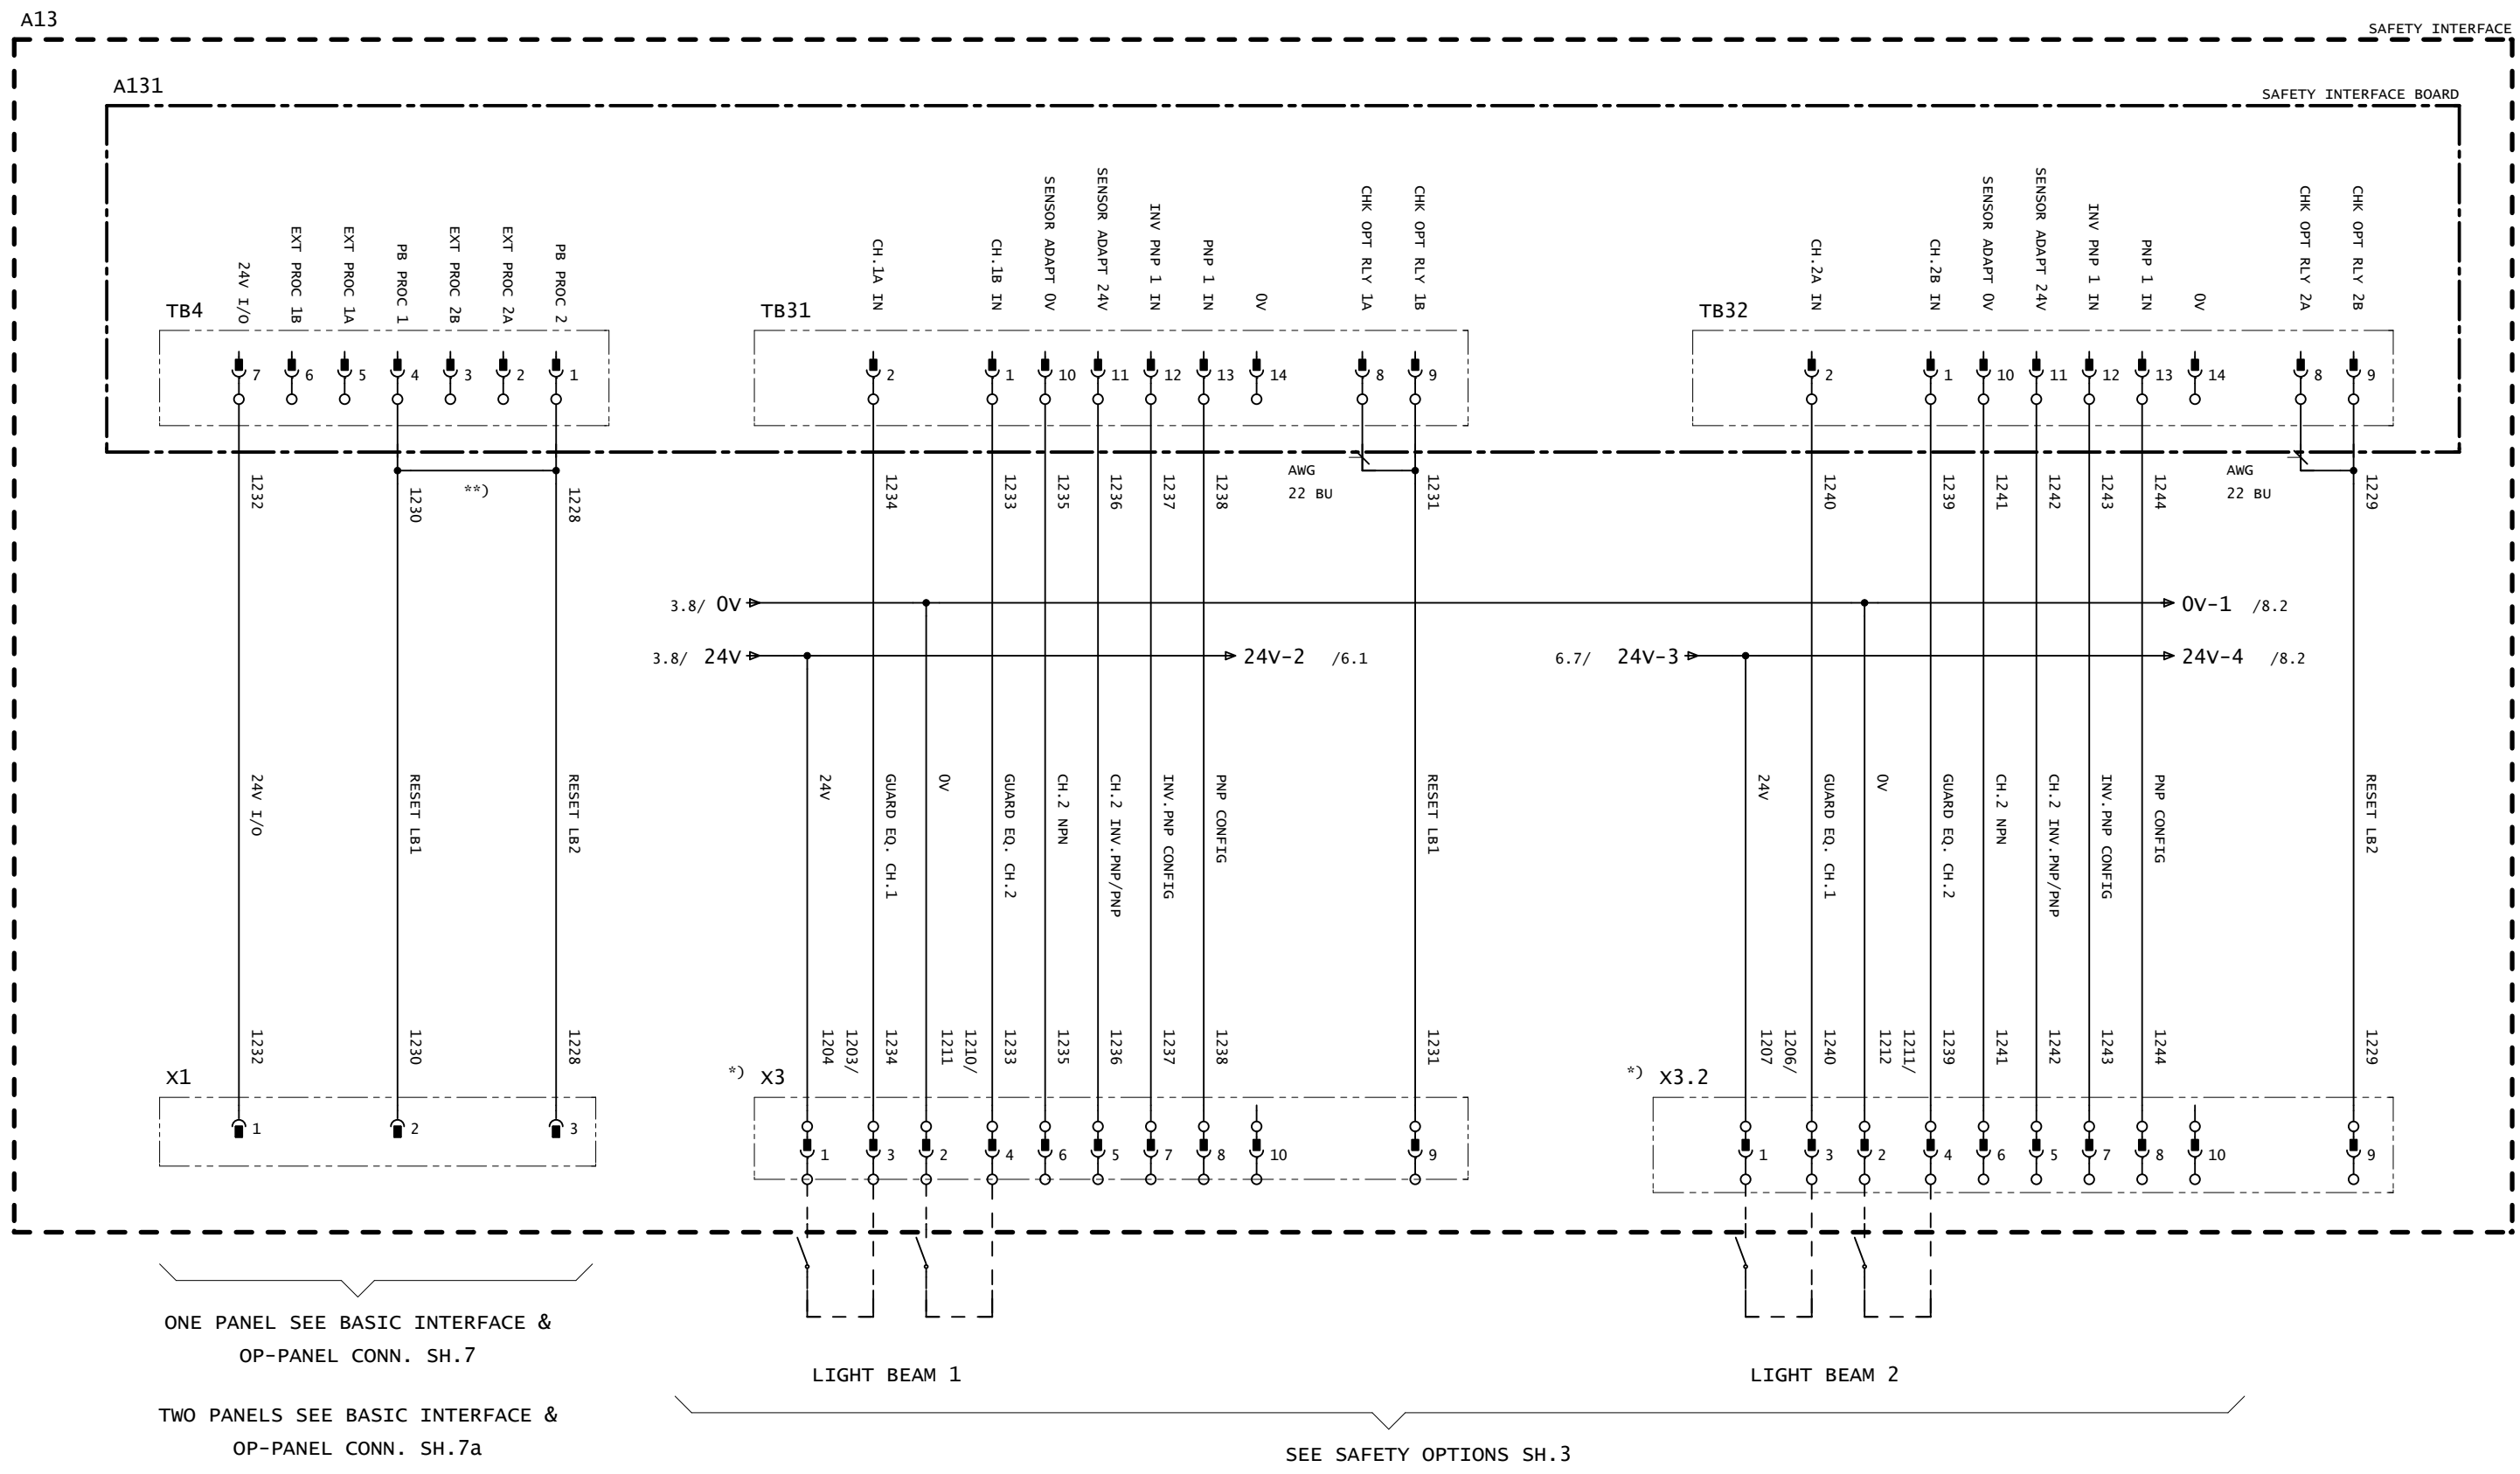 A13
SAFETY INTERFACE
A131
SAFETY INTERFACE BOARD
TB4
24V I/O
EXT PROC 1B
EXT PROC 1A
PB PROC 1
EXT PROC 2B
EXT PROC 2A
PB PROC 2
7
6
5
4
3
2
1
TB31
CH.1A IN
CH.1B IN
SENSOR ADAPT 0V
SENSOR ADAPT 24V
INV PNP 1 IN
PNP 1 IN
0V
CHK OPT RLY 1A
CHK OPT RLY 1B
2
1
10
11
12
13
14
8
9
TB32
CH.2A IN
CH.2B IN
SENSOR ADAPT 0V
SENSOR ADAPT 24V
INV PNP 1 IN
PNP 1 IN
0V
CHK OPT RLY 2A
CHK OPT RLY 2B
2
1
10
11
12
13
14
8
9
1232
1230
**)
1228
1234
1233
1235
1236
1237
1238
AWG
22 BU
1231
1240
1239
1241
1242
1243
1244
AWG
22 BU
1229
3.8/ 0V
0V-1 /8.2
3.8/ 24V
24V-2 /6.1
6.7/ 24V-3
24V-4 /8.2
24V I/O
RESET LB1
RESET LB2
24V
GUARD EQ. CH.1
0V
GUARD EQ. CH.2
CH.2 NPN
CH.2 INV.PNP/PNP
INV.PNP CONFIG
PNP CONFIG
RESET LB1
24V
GUARD EQ. CH.1
0V
GUARD EQ. CH.2
CH.2 NPN
CH.2 INV.PNP/PNP
INV.PNP CONFIG
PNP CONFIG
RESET LB2
1232
1230
1228
1203/
1204
1234
1210/
1211
1233
1235
1236
1237
1238
1231
1206/
1207
1240
1211/
1212
1239
1241
1242
1243
1244
1229
X1
1
2
3
*) X3
1
3
2
4
6
5
7
8
10
9
*) X3.2
1
3
2
4
6
5
7
8
10
9
ONE PANEL SEE BASIC INTERFACE &
OP-PANEL CONN. SH.7
TWO PANELS SEE BASIC INTERFACE &
OP-PANEL CONN. SH.7a
LIGHT BEAM 1
LIGHT BEAM 2
SEE SAFETY OPTIONS SH.3